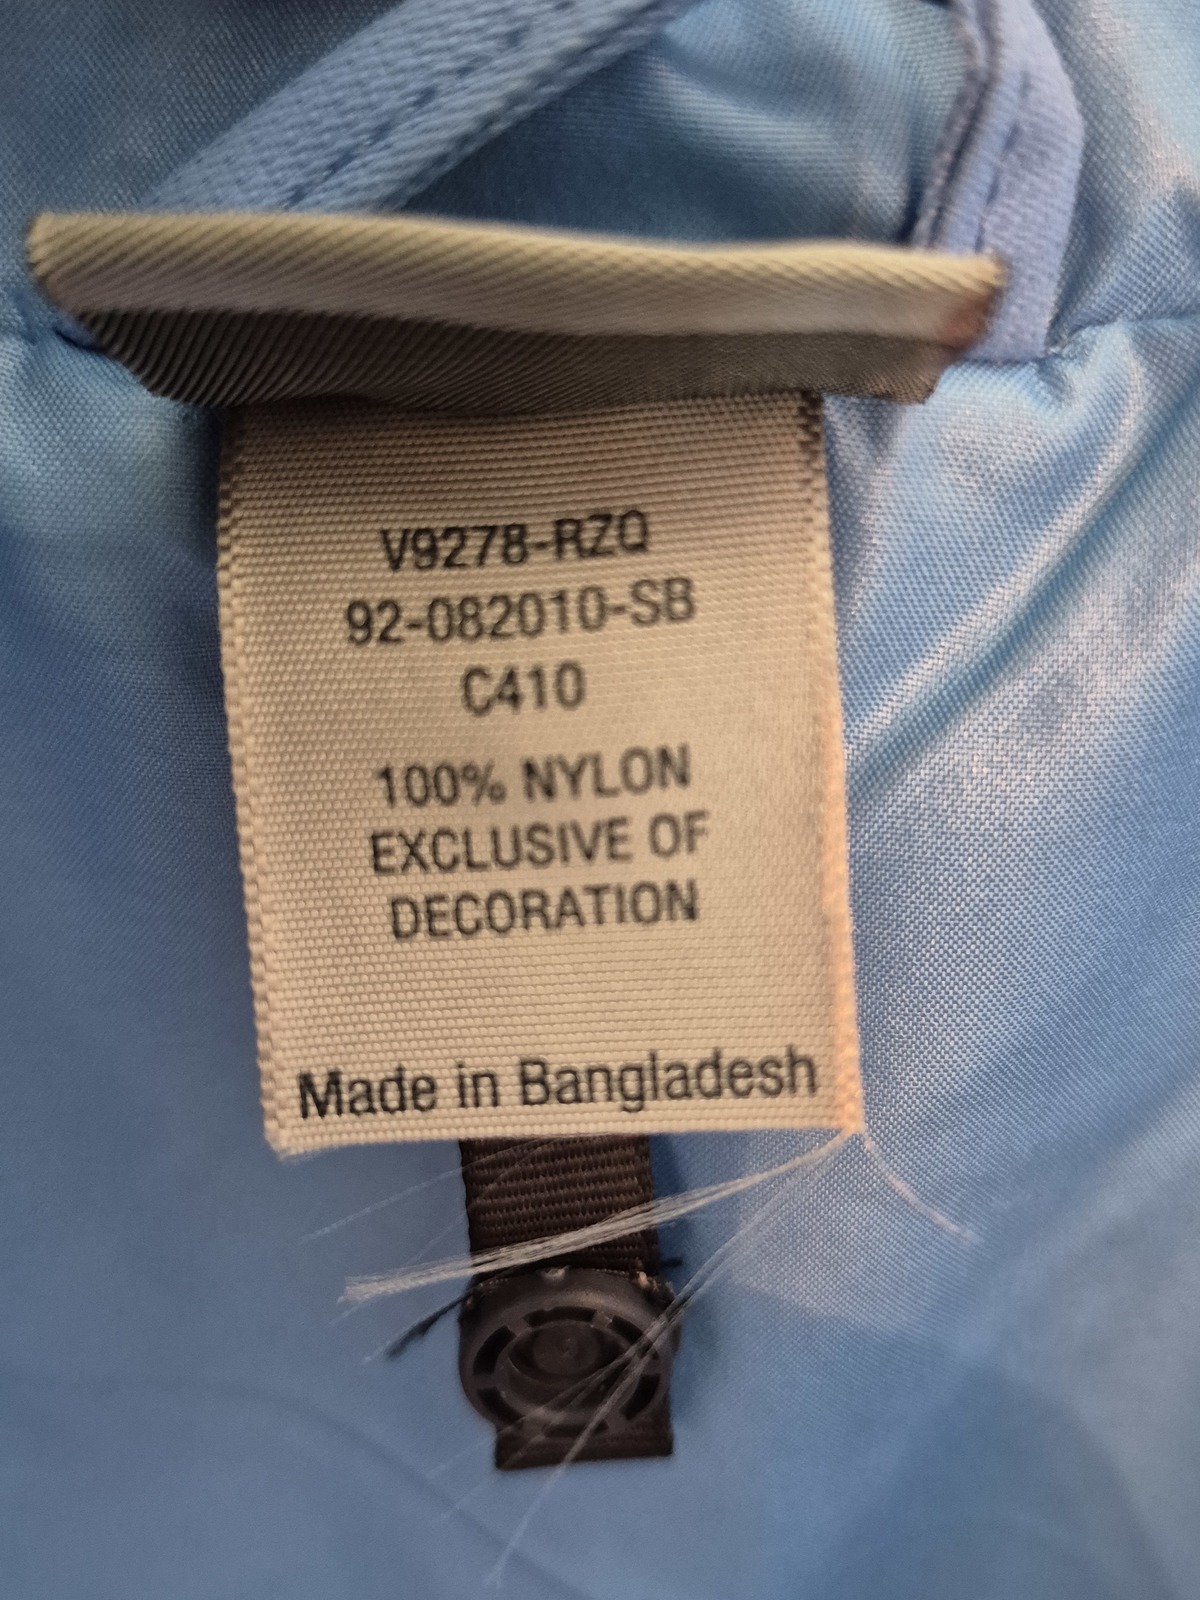 V9278-RZQ
92-082010-SB
C410
100% NYLON
EXCLUSIVE OF
DECORATION
Made in Bangladesh